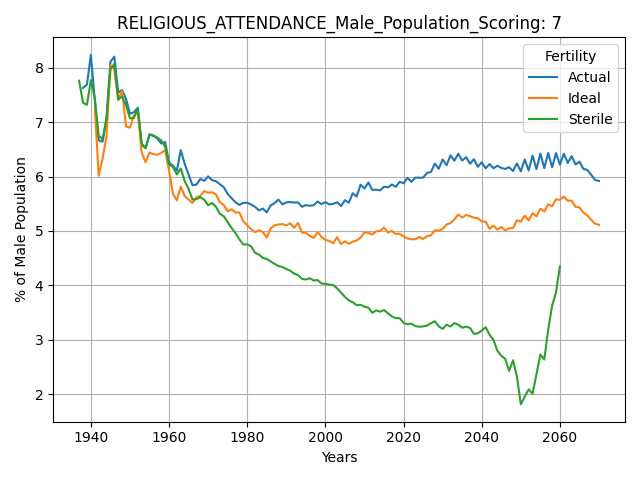 RELIGIOUS_ATTENDANCE_Male_Population_Scoring: 7
Fertility
Actual
Ideal
Sterile
% of Male Population
8
7
6
5
4
3
2
1940 1960 1980 2000 2020 2040 2060
Years